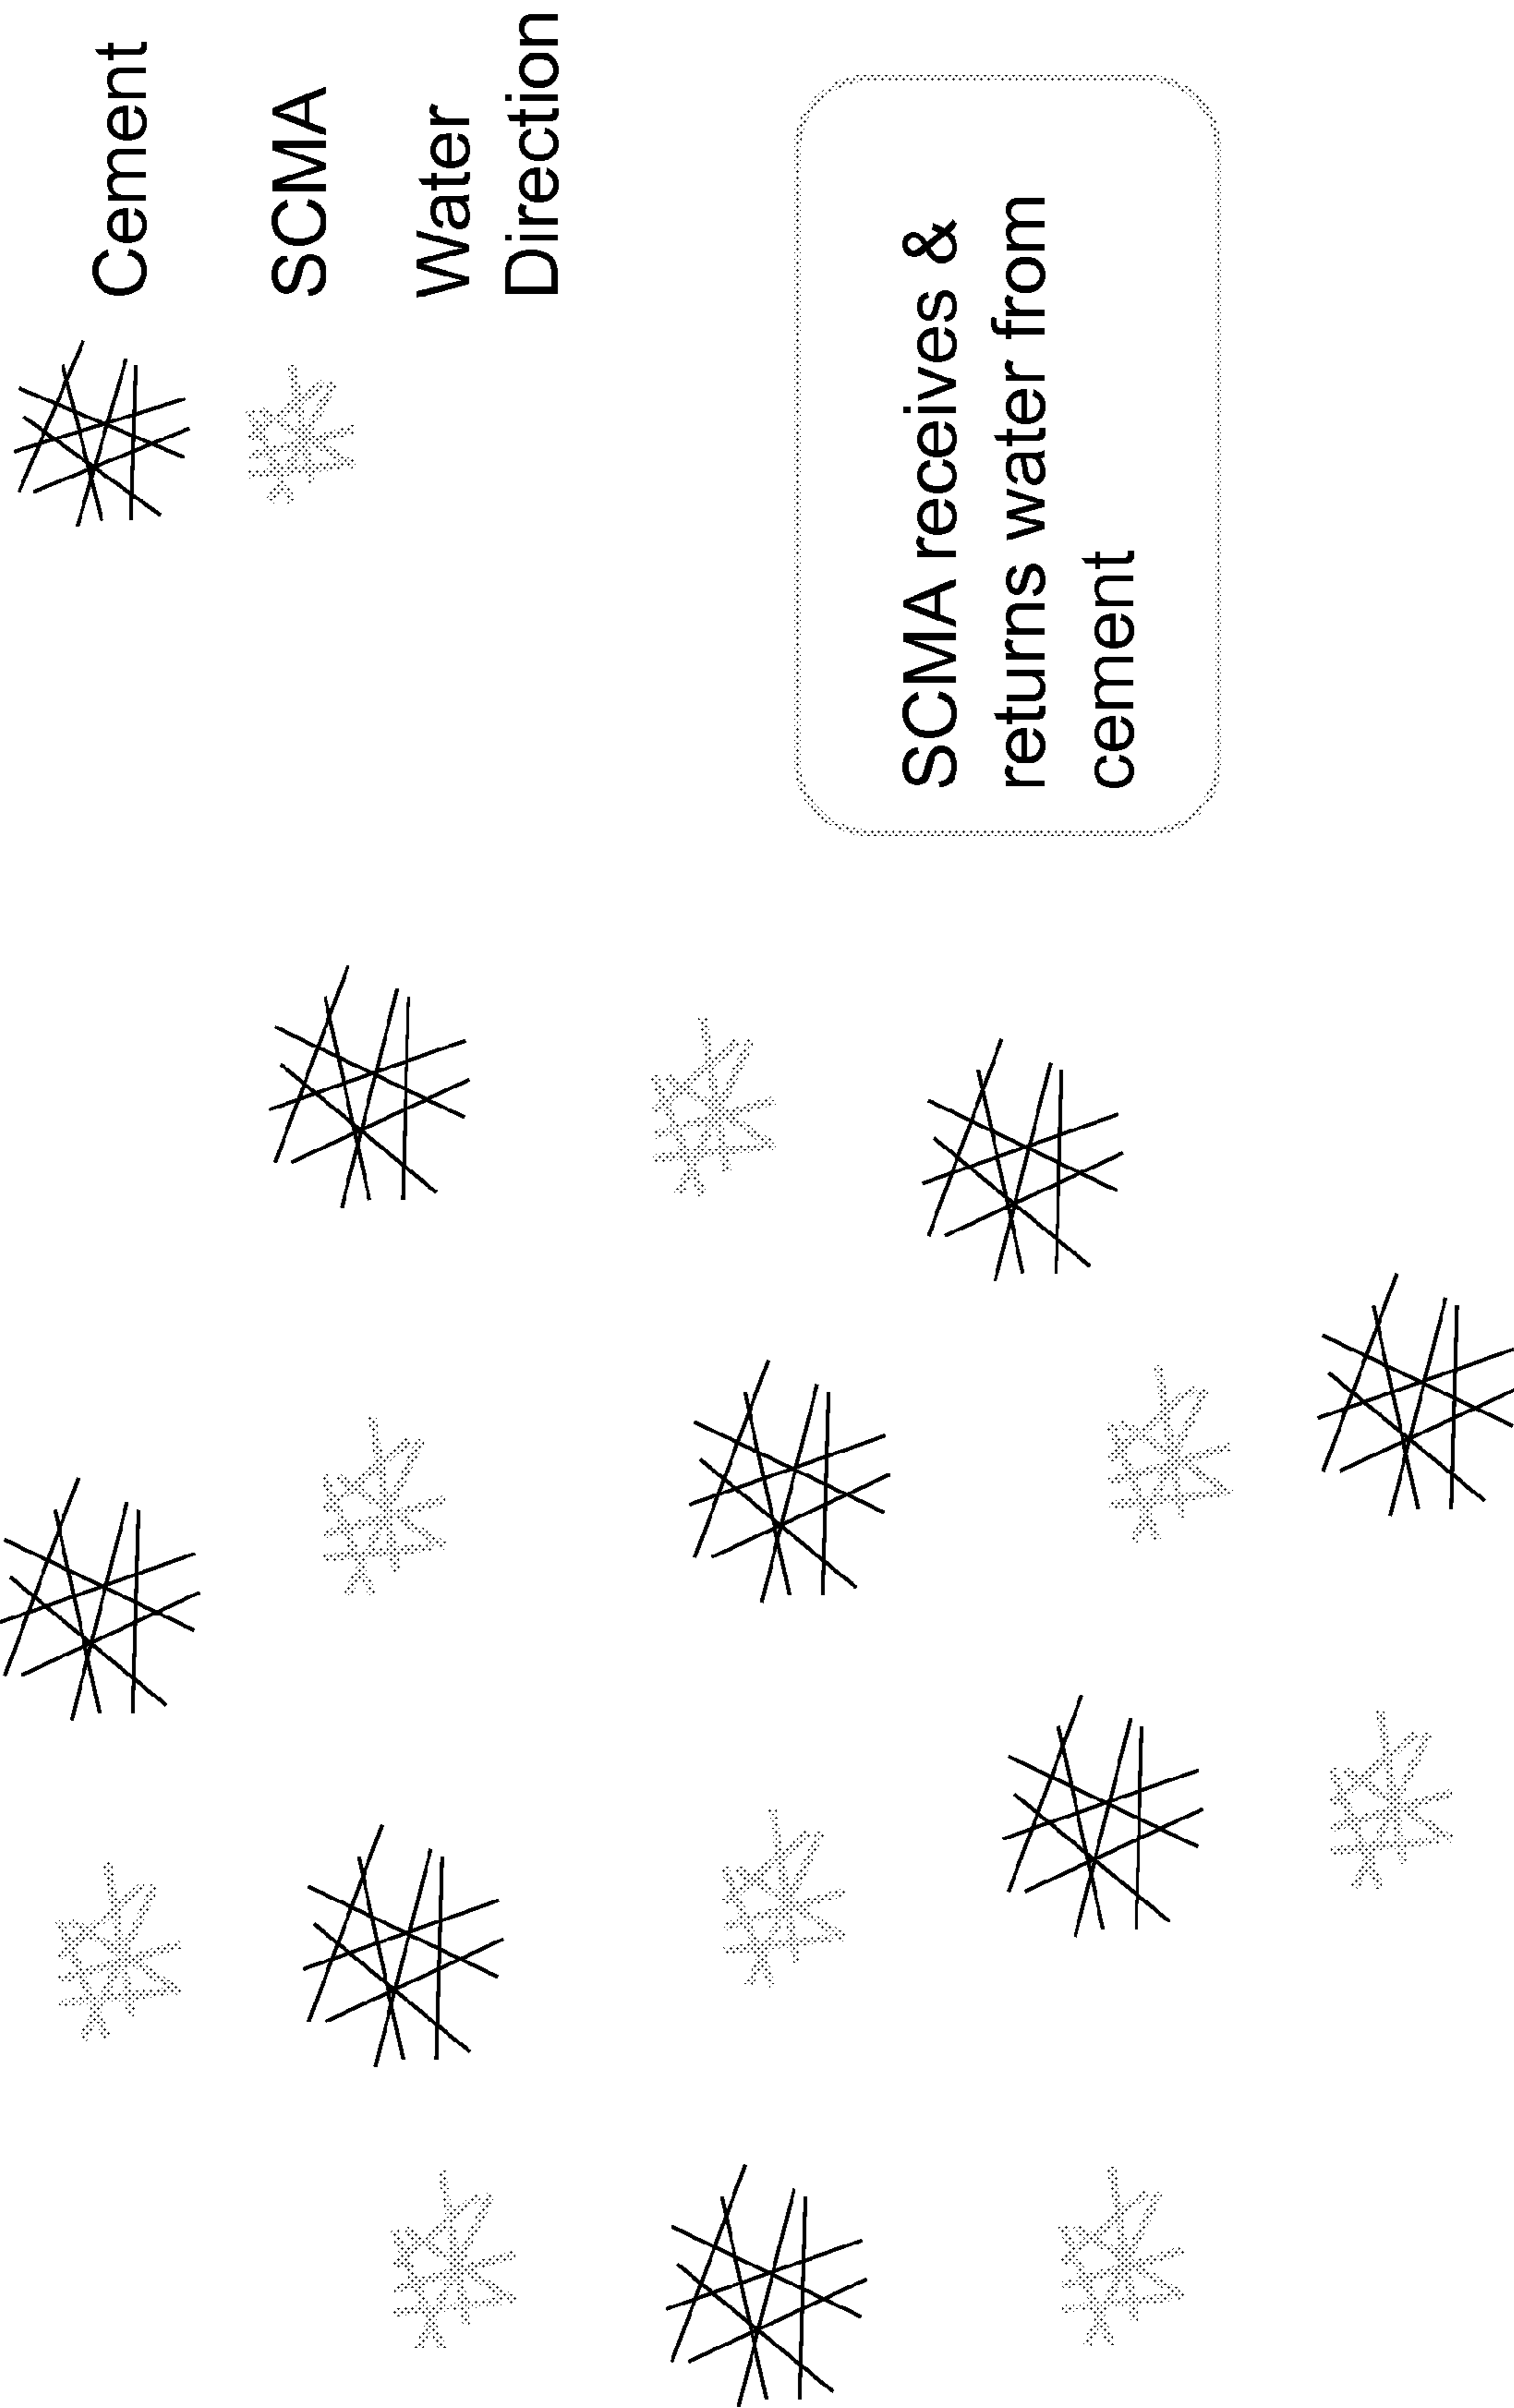 Cement
SCMA
Water
Direction
SCMA receives &
returns water from
cement